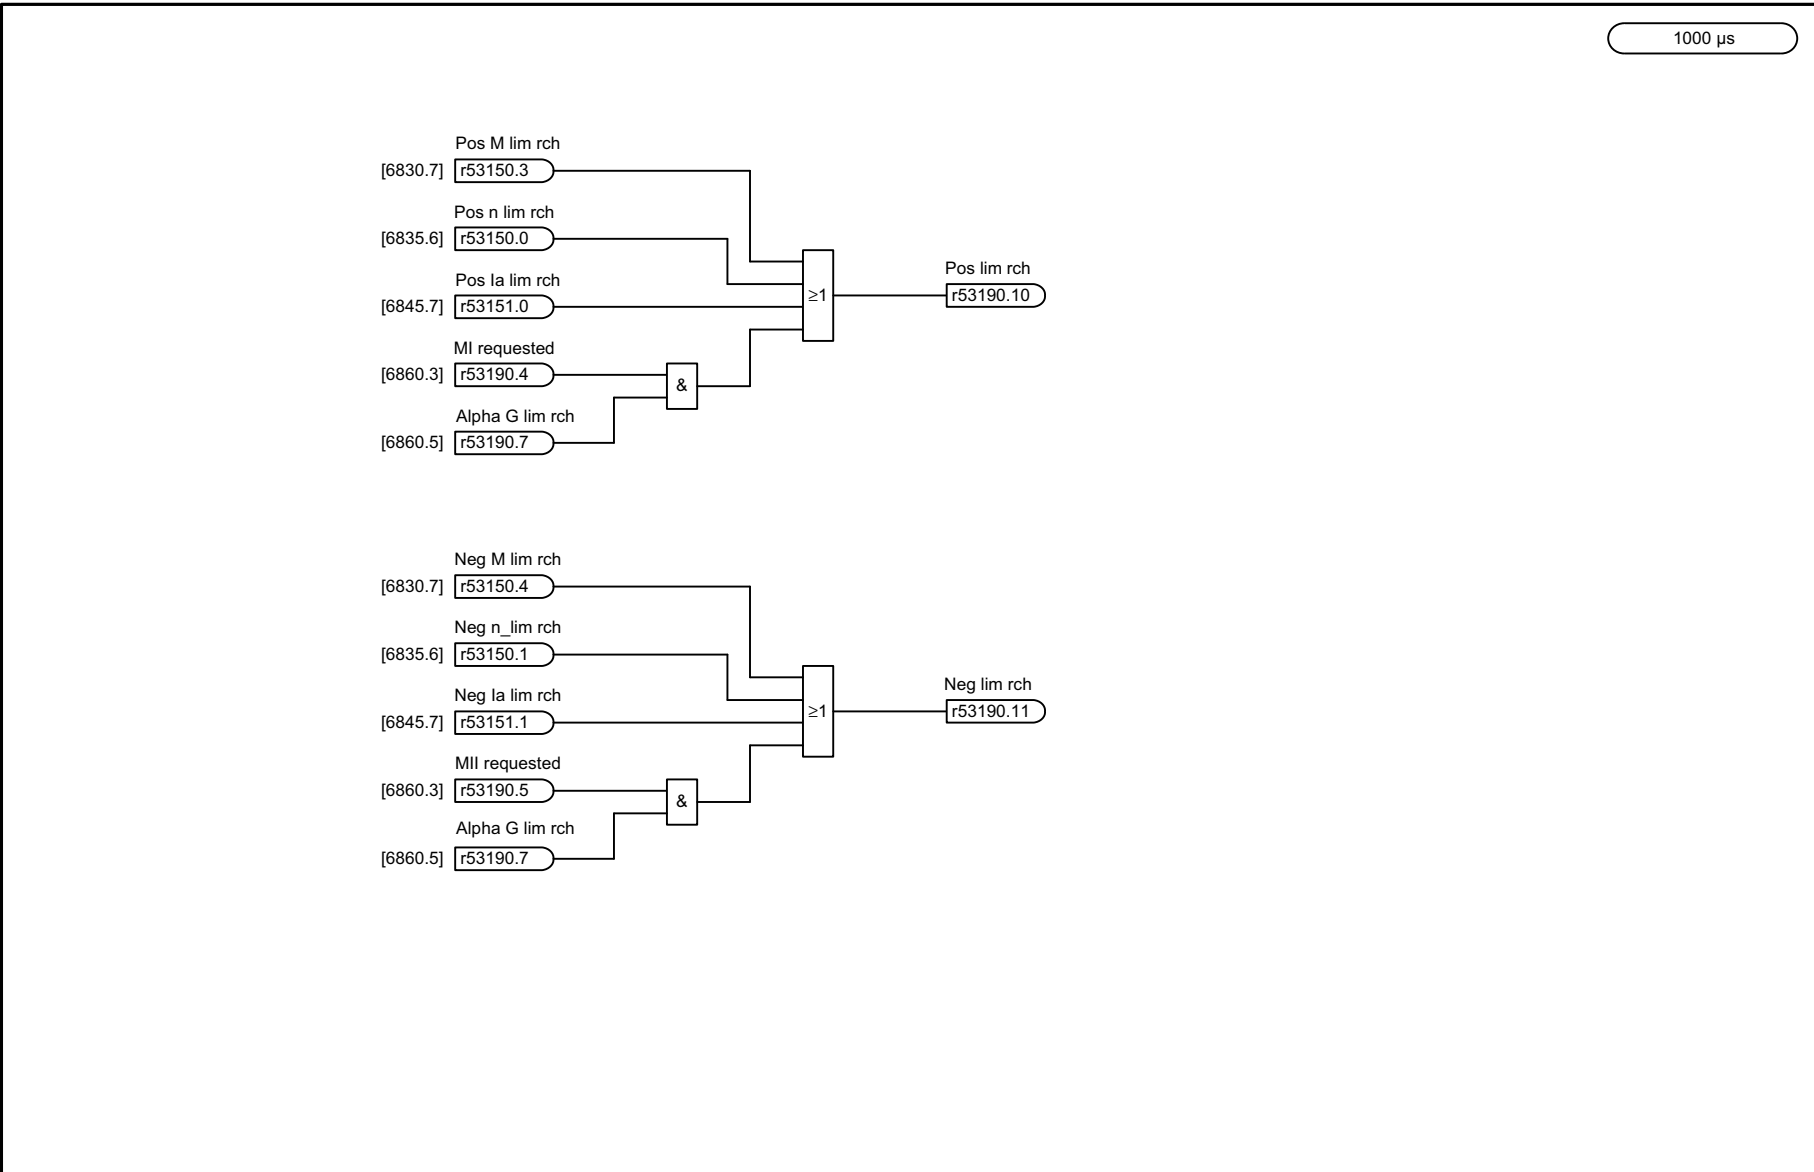 1000 µs
Pos M lim rch
[6830.7] r53150.3
Pos n lim rch
[6835.6] r53150.0
Pos Ia lim rch
[6845.7] r53151.0
MI requested
[6860.3] r53190.4
Alpha G lim rch
[6860.5] r53190.7
&
≥1
Pos lim rch
r53190.10
Neg M lim rch
[6830.7] r53150.4
Neg n_lim rch
[6835.6] r53150.1
Neg Ia lim rch
[6845.7] r53151.1
MII requested
[6860.3] r53190.5
Alpha G lim rch
[6860.5] r53190.7
&
≥1
Neg lim rch
r53190.11